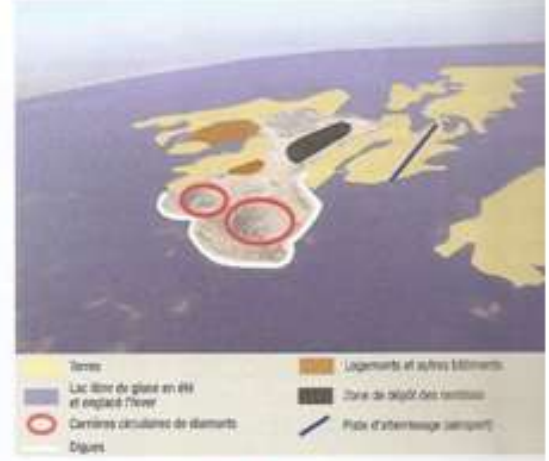 Terres
Lac libre de glace en été
et englacé l'hiver
Carrières circulaires de diamants
Digues
Logements et autres bâtiments
Zone de dépôt des
Piste d'atterrissage (aéroport)